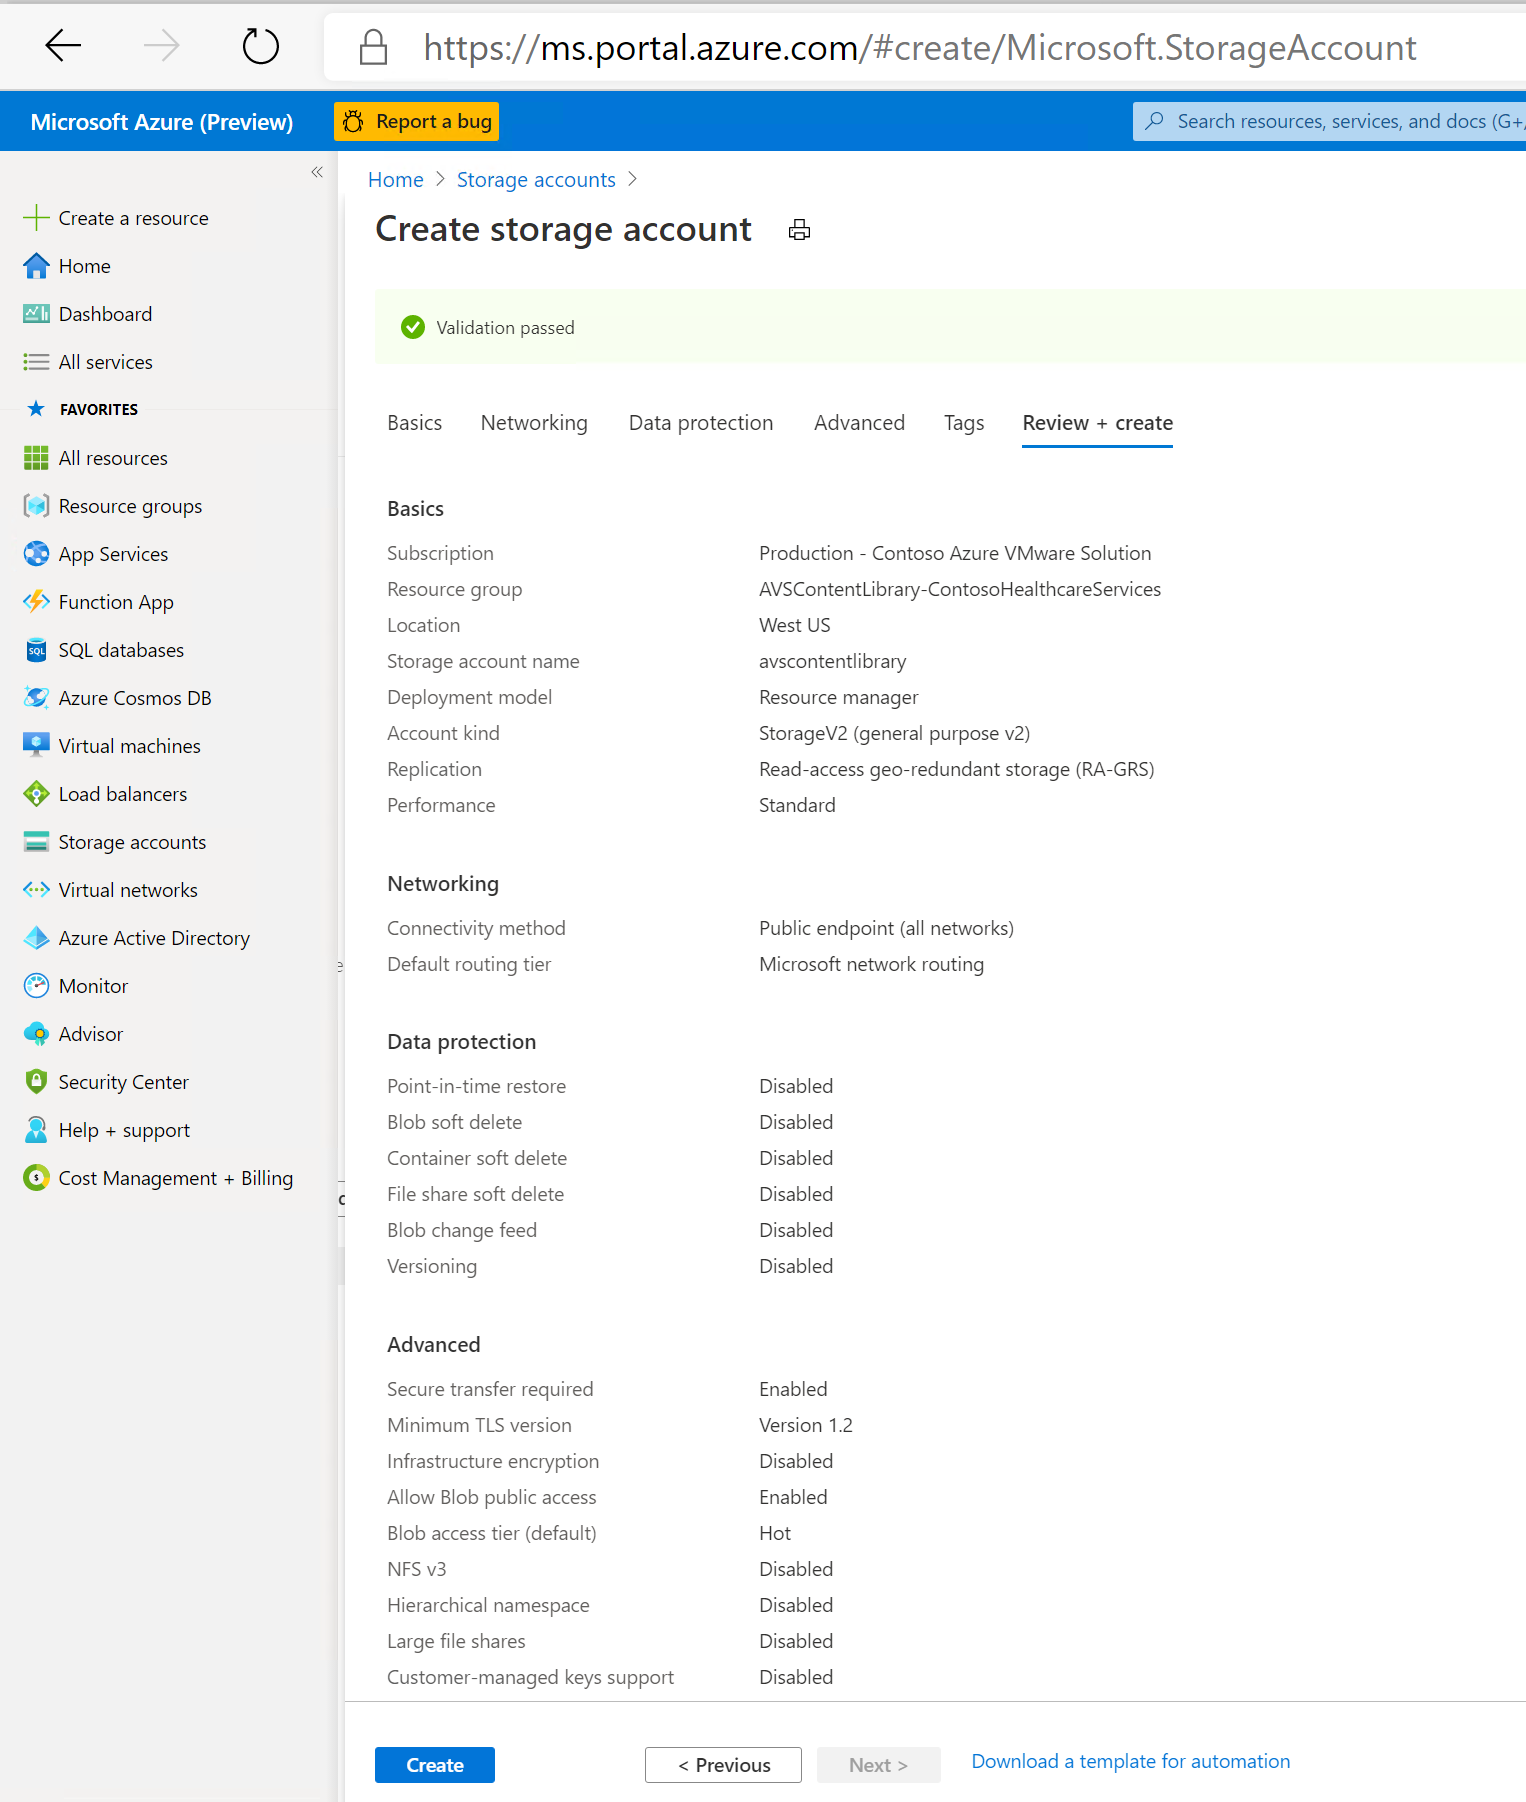 https://ms.portal.azure.com/#create/Microsoft.StorageAccount
Microsoft Azure (Preview)
Report a bug
Search resources, services, and docs (G+/
«
Create a resource
Home
Dashboard
All services
FAVORITES
All resources
Resource groups
App Services
Function App
SQL databases
Azure Cosmos DB
Virtual machines
Load balancers
Storage accounts
Virtual networks
Azure Active Directory
Monitor
Advisor
Security Center
Help + support
Cost Management + Billing
Home > Storage accounts >
Create storage account
Validation passed
Basics Networking Data protection Advanced Tags Review + create
Basics
Subscription Production - Contoso Azure VMware Solution
Resource group AVSContentLibrary-ContosoHealthcareServices
Location West US
Storage account name avscontentlibrary
Deployment model Resource manager
Account kind StorageV2 (general purpose v2)
Replication Read-access geo-redundant storage (RA-GRS)
Performance Standard
Networking
Connectivity method Public endpoint (all networks)
Default routing tier Microsoft network routing
Data protection
Point-in-time restore Disabled
Blob soft delete Disabled
Container soft delete Disabled
File share soft delete Disabled
Blob change feed Disabled
Versioning Disabled
Advanced
Secure transfer required Enabled
Minimum TLS version Version 1.2
Infrastructure encryption Disabled
Allow Blob public access Enabled
Blob access tier (default) Hot
NFS v3 Disabled
Hierarchical namespace Disabled
Large file shares Disabled
Customer-managed keys support Disabled
Create
< Previous
Next >
Download a template for automation